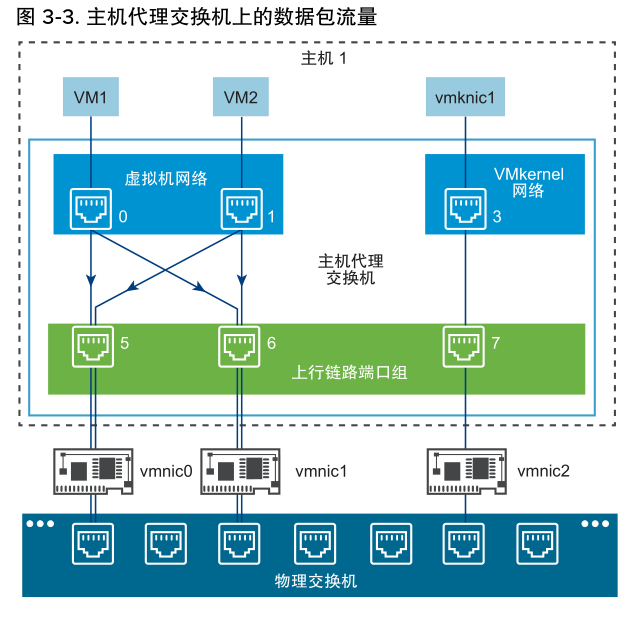 图 3-3. 主机代理交换机上的数据包流量
主机 1
VM1
VM2
vmknic1
虚拟机网络
VMkernel
网络
0
1
3
主机代理
交换机
5
6
7
上行链路端口组
vmnic0
vmnic1
vmnic2
物理交换机